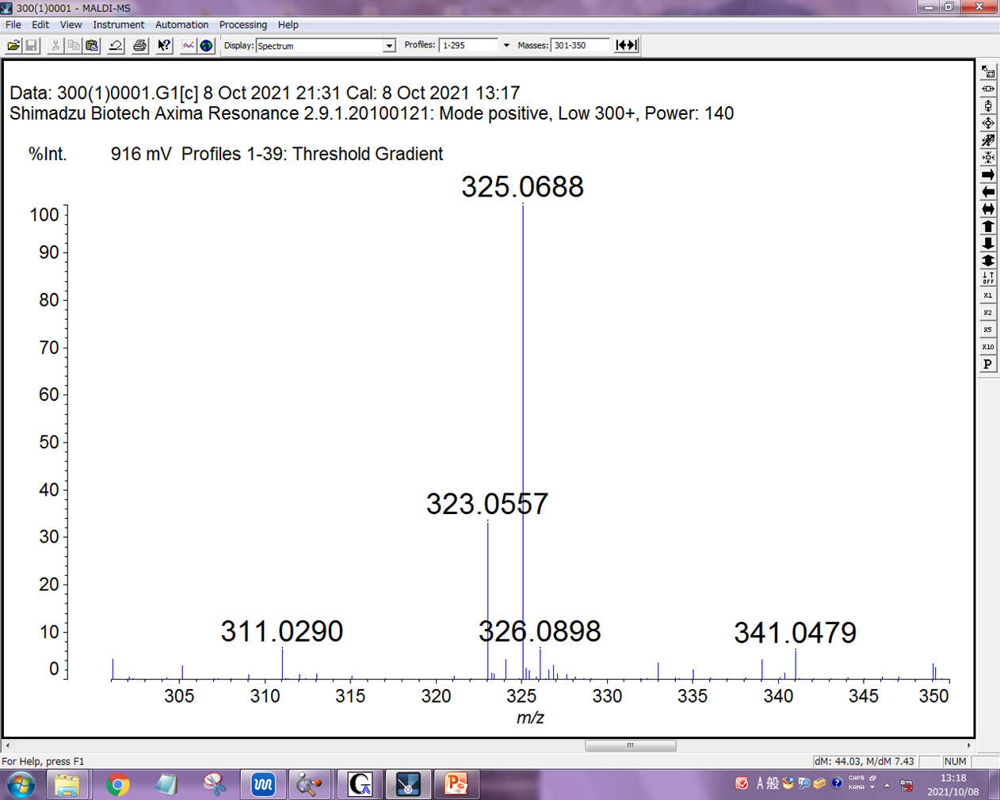 300(1)0001 - MALDI-MS
File Edit View Instrument Automation Processing Help
Display: Spectrum Profiles: 1-295 Masses: 301-350
Data: 300(1)0001.G1[c] 8 Oct 2021 21:31 Cal: 8 Oct 2021 13:17
Shimadzu Biotech Axima Resonance 2.9.1.20100121: Mode positive, Low 300+, Power: 140
%Int. 916 mV Profiles 1-39: Threshold Gradient
325.0688
100
90
80
70
60
50
40
323.0557
30
20
311.0290 326.0898 341.0479
10
0
305 310 315 320 325 330 335 340 345 350
m/z
OFF
X1
X2
X5
X10
P
For Help, press F1
dM: 44.03, M/dM 7.43 NUM
A 般 CAPS KANA
13:18
2021/10/08